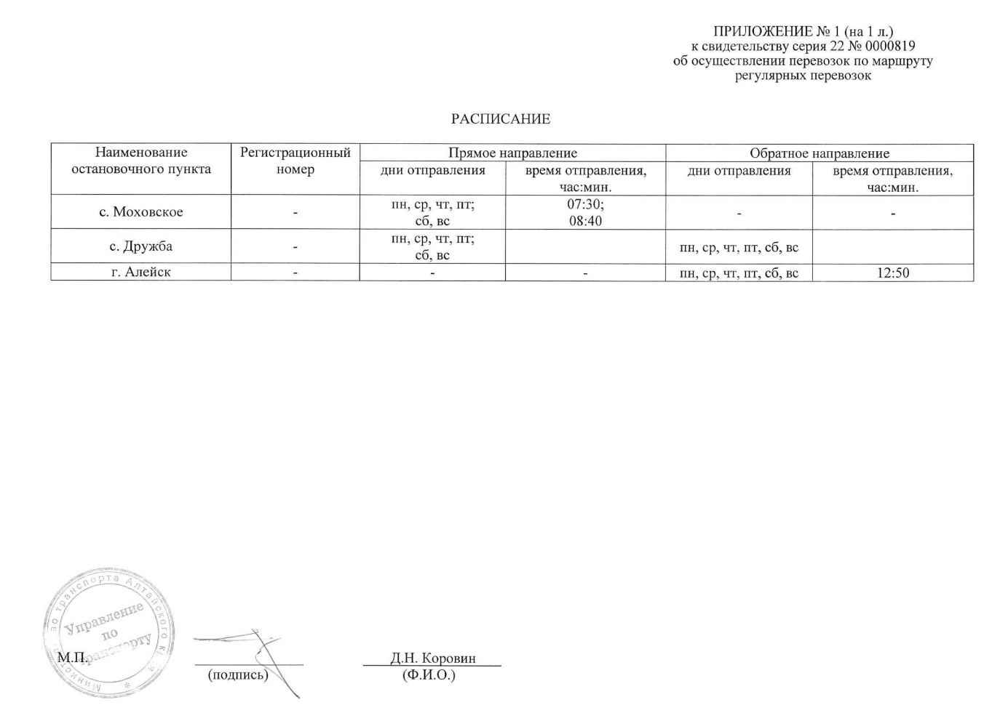 ПРИЛОЖЕНИЕ № 1 (на 1 л.)
к свидетельству серия 22 № 0000819
об осуществлении перевозок по маршруту
регулярных перевозок
РАСПИСАНИЕ
Наименование остановочного пункта
Регистрационный номер
Прямое направление
Обратное направление
дни отправления
время отправления, час:мин.
дни отправления
время отправления, час:мин.
с. Моховское - пн, ср, чт, пт; сб, вс 07:30; 08:40 - -
с. Дружба - пн, ср, чт, пт; сб, вс пн, ср, чт, пт, сб, вс
г. Алейск - - - пн, ср, чт, пт, сб, вс 12:50
транспорта Алтайского
Управление
по
транспорту
М.П.
(подпись)
Д.Н. Коровин
(Ф.И.О.)